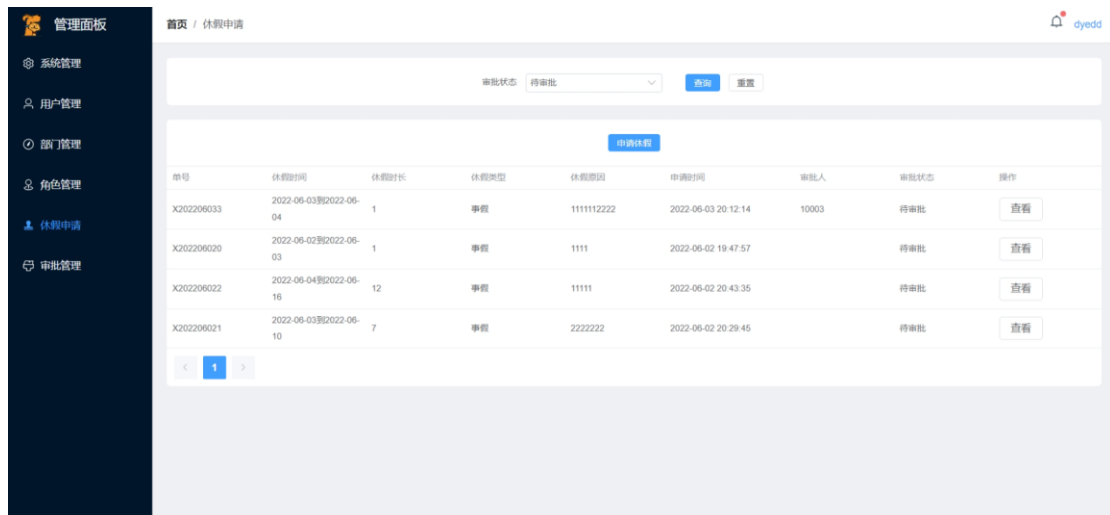 管理面板
首页 / 休假申请
dyedd
系统管理
用户管理
部门管理
角色管理
休假申请
审批管理
审批状态 待审批 查询 重置
申请休假
单号 休假时间 休假时长 休假类型 休假原因 申请时间 审批人 审批状态 操作
X202206033 2022-06-03到2022-06-04 1 事假 1111112222 2022-06-03 20:12:14 10003 待审批 查看
X202206020 2022-06-02到2022-06-03 1 事假 1111 2022-06-02 19:47:57 待审批 查看
X202206022 2022-06-04到2022-06-16 12 事假 11111 2022-06-02 20:43:35 待审批 查看
X202206021 2022-06-03到2022-06-10 7 事假 2222222 2022-06-02 20:29:45 待审批 查看
1